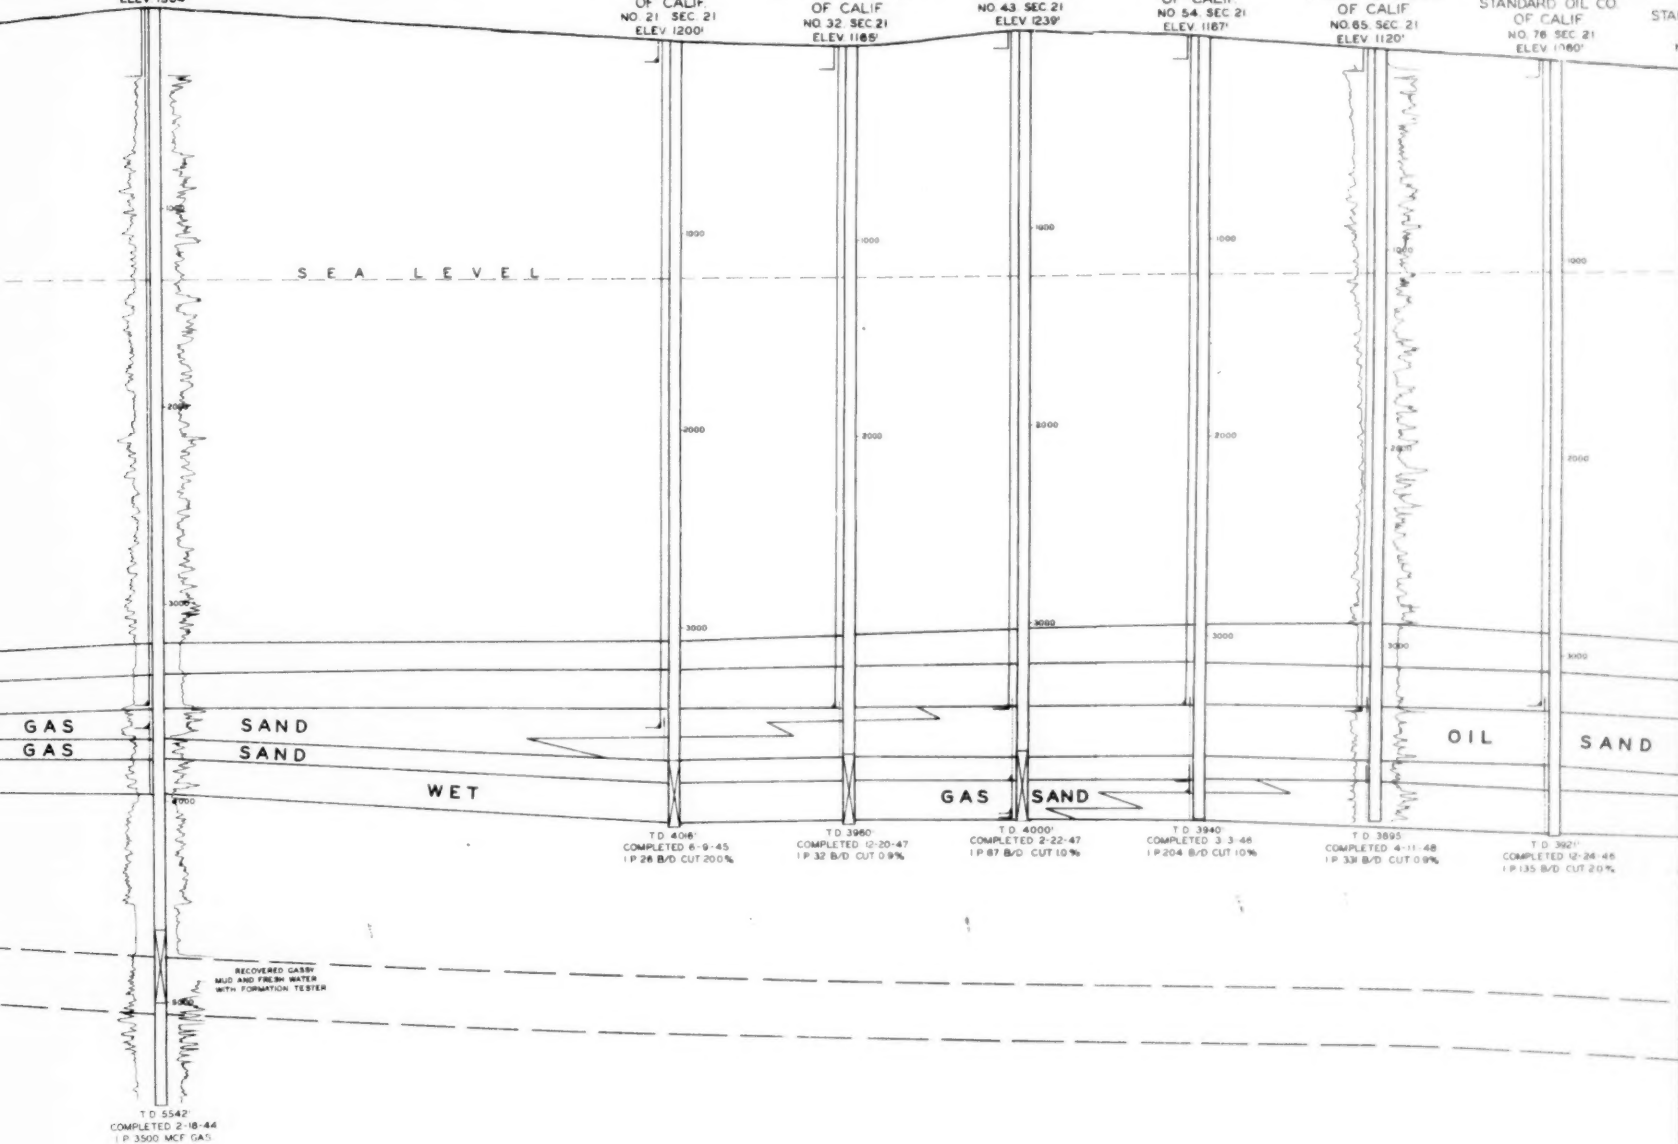 OF CALIF.
NO. 21 SEC. 21
ELEV 1200'
OF CALIF
NO. 32. SEC 21
ELEV 1165'
NO. 43. SEC. 21
ELEV 1239'
NO 54. SEC 21
ELEV 1167'
OF CALIF
NO. 65. SEC. 21
ELEV 1120'
STANDARD OIL CO.
OF CALIF
NO. 76 SEC. 21
STA
SEA LEVEL
1000
1000
1000
1000
1000
1000
1000
2000
2000
2000
2000
2000
2000
2000
3000
3000
3000
3000
3000
3000
GAS SAND
GAS SAND
WET
GAS SAND
OIL SAND
4000
5000
T D 4016'
COMPLETED 6-9-45
I P 26 B/D CUT 20.0%
T D 3960'
COMPLETED 12-20-47
I P 32 B/D CUT 0.9%
T D 4000'
COMPLETED 2-22-47
I P 87 B/D CUT 1.0%
T D 3940'
COMPLETED 3 3-48
I P 204 B/D CUT 1.0%
T D 3895'
COMPLETED 4-11-48
I P 331 B/D CUT 0.9%
T D 3921'
COMPLETED 12-24-46
I P 135 B/D CUT 2.0%
RECOVERED GASSY
MUD AND FRESH WATER
WITH FORMATION TESTER
T D 5542'
COMPLETED 2-18-44
I P 3500 MCF GAS